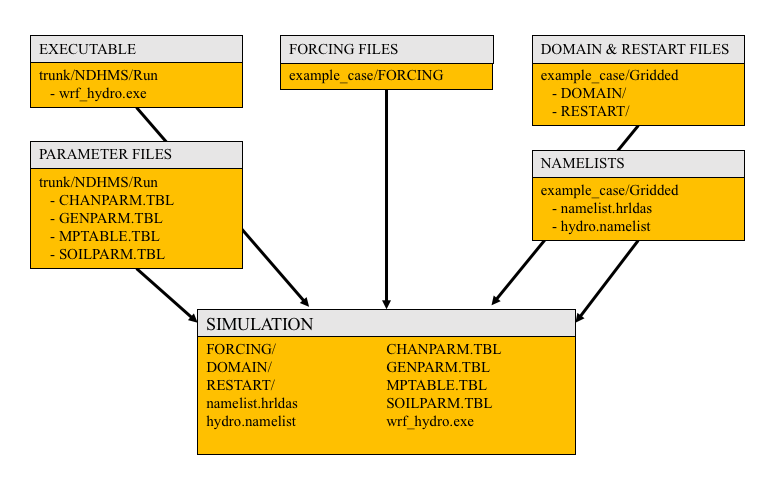 EXECUTABLE
trunk/NDHMS/Run
- wrf_hydro.exe
FORCING FILES
example_case/FORCING
DOMAIN & RESTART FILES
example_case/Gridded
- DOMAIN/
- RESTART/
PARAMETER FILES
trunk/NDHMS/Run
- CHANPARM.TBL
- GENPARM.TBL
- MPTABLE.TBL
- SOILPARM.TBL
NAMELISTS
example_case/Gridded
- namelist.hrldas
- hydro.namelist
SIMULATION
FORCING/
DOMAIN/
RESTART/
namelist.hrldas
hydro.namelist
CHANPARM.TBL
GENPARM.TBL
MPTABLE.TBL
SOILPARM.TBL
wrf_hydro.exe